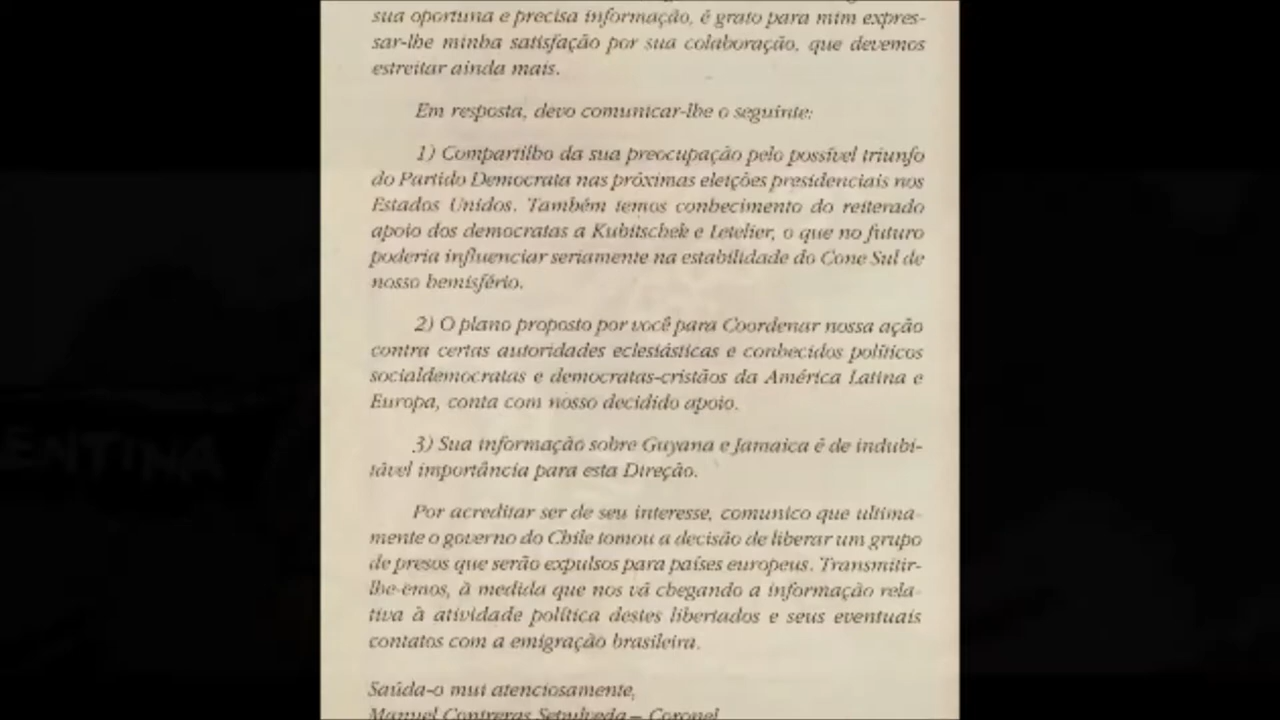 sua oportuna e precisa informação, é grato para mim expres-
sar-lhe minha satisfação por sua colaboração, que devemos
estreitar ainda mais.
Em resposta, devo comunicar-lhe o seguinte:
1) Compartilho da sua preocupação pelo possível triunfo
do Partido Democrata nas próximas eleições presidenciais nos
Estados Unidos. Também temos conhecimento do reiterado
apoio dos democratas a Kubitschek e Letelier, o que no futuro
poderia influenciar seriamente na estabilidade do Cone Sul de
nosso hemisfério.
2) O plano proposto por você para Coordenar nossa ação
contra certas autoridades eclesiásticas e conhecidos políticos
socialdemocratas e democratas-cristãos da América Latina e
Europa, conta com nosso decidido apoio.
3) Sua informação sobre Guyana e Jamaica é de indubi-
tável importância para esta Direção.
Por acreditar ser de seu interesse, comunico que ultima-
mente o governo do Chile tomou a decisão de liberar um grupo
de presos que serão expulsos para países europeus. Transmitir-
lhe-emos, à medida que nos vá chegando a informação rela-
tiva à atividade política destes libertados e seus eventuais
contatos com a emigração brasileira.
Saúda-o mui atenciosamente,
Manuel Contreras Sepulveda – Coronel
ENTINA